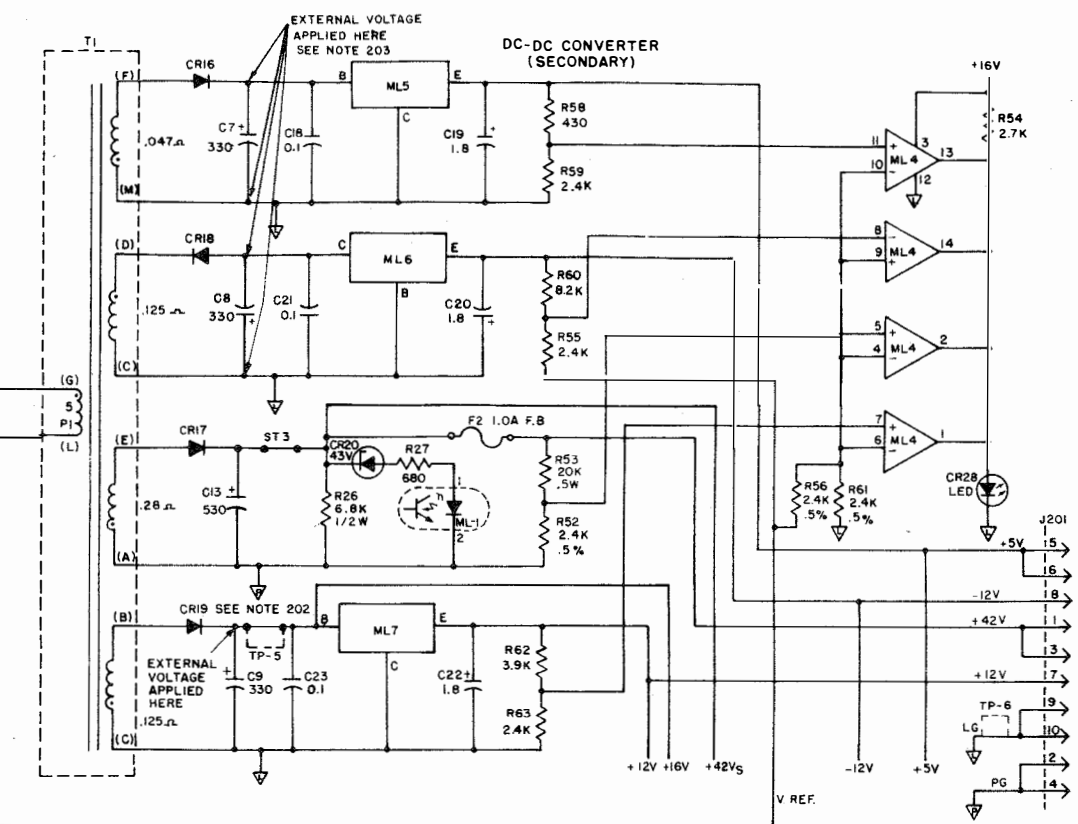 EXTERNAL VOLTAGE
APPLIED HERE
SEE NOTE 203
DC-DC CONVERTER
(SECONDARY)
T1
+16V
(F)
CR16
B
ML5
E
C
C7
+
330
C18
0.1
C19
+
1.8
R58
430
R59
2.4K
.047Ω
(M)
L
11
+
10
-
ML4
3
13
12
L
R54
2.7K
(D)
CR18
C
ML6
E
B
C8
330
+
C21
0.1
C20
1.8
+
R60
8.2K
R55
2.4K
.125Ω
(C)
L
8
-
9
+
ML4
14
5
+
4
-
ML4
2
7
+
6
-
ML4
1
(G)
5
P1
(L)
(E)
CR17
ST3
CR20
43V
R27
680
F2 1.0A F.B
R53
20K
.5W
C13
+
530
R26
6.8K
1/2W
1
ML-1
2
R52
2.4K
.5%
.28Ω
(A)
P
R56
2.4K
.5%
R61
2.4K
.5%
L
CR28
LED
L
J201
+5V
5
6
-12V
8
+42V
1
3
+12V
7
TP-6
9
LG
10
L
2
PG
4
P
(B)
CR19 SEE NOTE 202
TP-5
B
ML7
E
C
EXTERNAL
VOLTAGE
APPLIED
HERE
+
C9
330
C23
0.1
C22
+
1.8
R62
3.9K
R63
2.4K
.125Ω
(C)
L
+12V
+16V
+42VS
-12V
+5V
V REF.